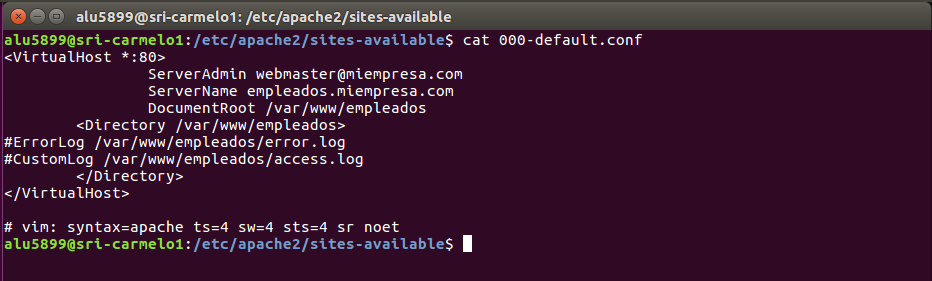 alu5899@sri-carmelo1: /etc/apache2/sites-available
alu5899@sri-carmelo1:/etc/apache2/sites-available$ cat 000-default.conf
<VirtualHost *:80>
                ServerAdmin webmaster@miempresa.com
                ServerName empleados.miempresa.com
                DocumentRoot /var/www/empleados
        <Directory /var/www/empleados>
#ErrorLog /var/www/empleados/error.log
#CustomLog /var/www/empleados/access.log
        </Directory>
</VirtualHost>

# vim: syntax=apache ts=4 sw=4 sts=4 sr noet
alu5899@sri-carmelo1:/etc/apache2/sites-available$